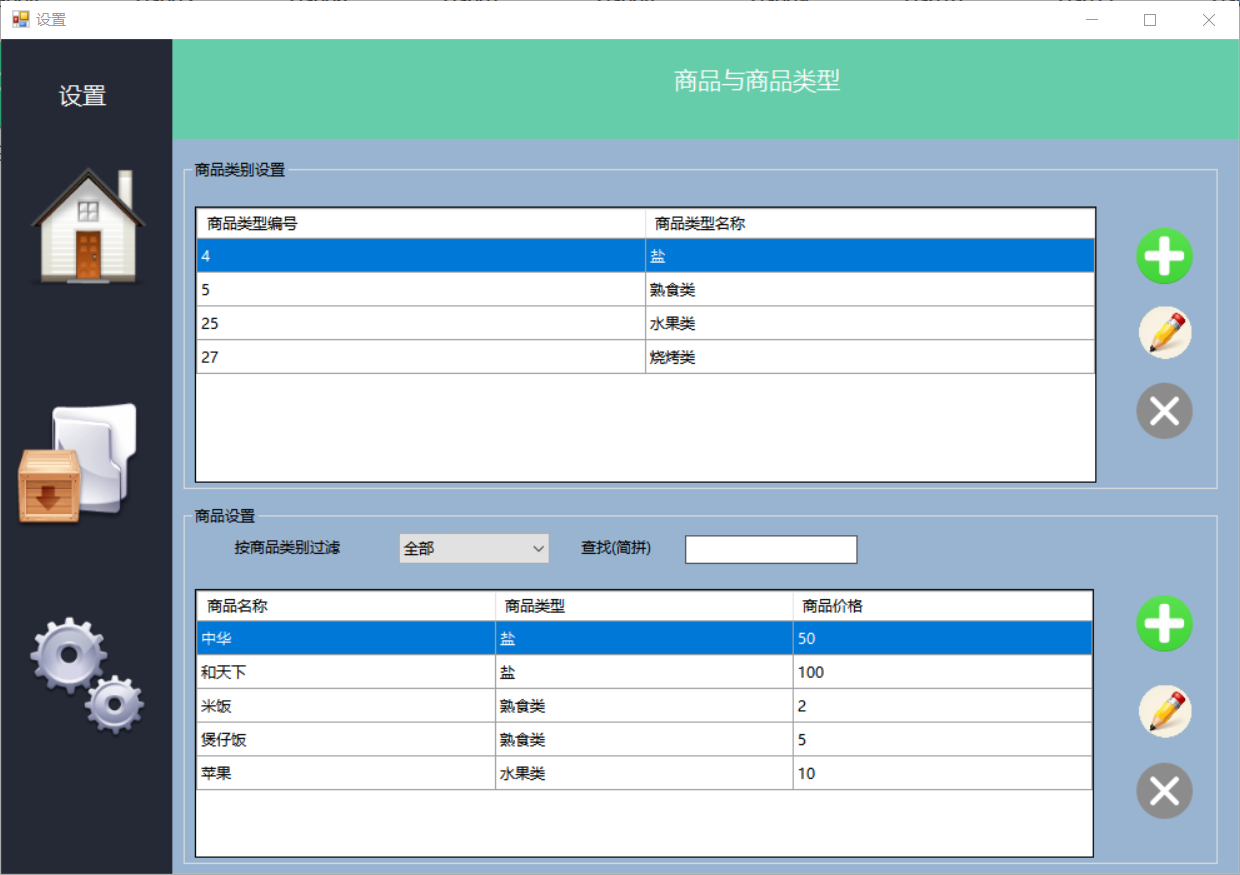 设置
设置
商品与商品类型
商品类别设置
商品类型编号 商品类型名称
4 盐
5 熟食类
25 水果类
27 烧烤类
商品设置
按商品类别过滤 全部 查找(简拼)
商品名称 商品类型 商品价格
中华 盐 50
和天下 盐 100
米饭 熟食类 2
煲仔饭 熟食类 5
苹果 水果类 10